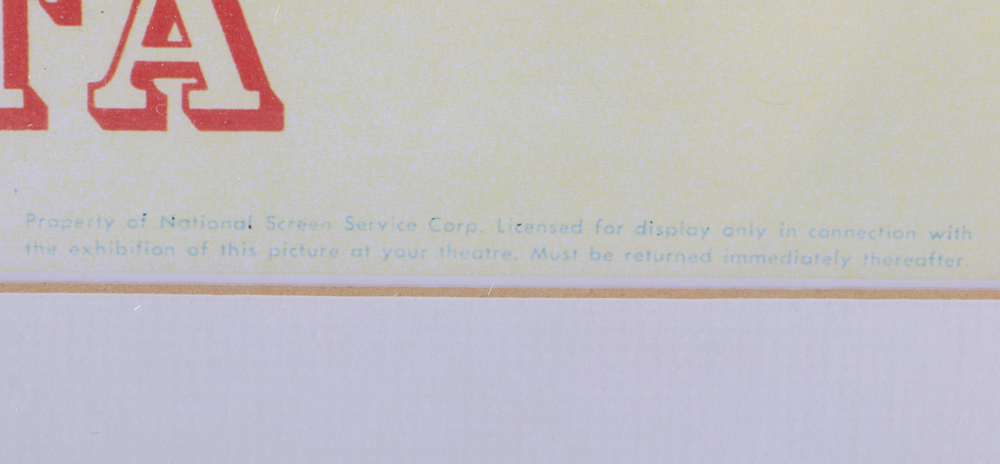 TA
Property of National Screen Service Corp. Licensed for display only in connection with
the exhibition of this picture at your theatre. Must be returned immediately thereafter.